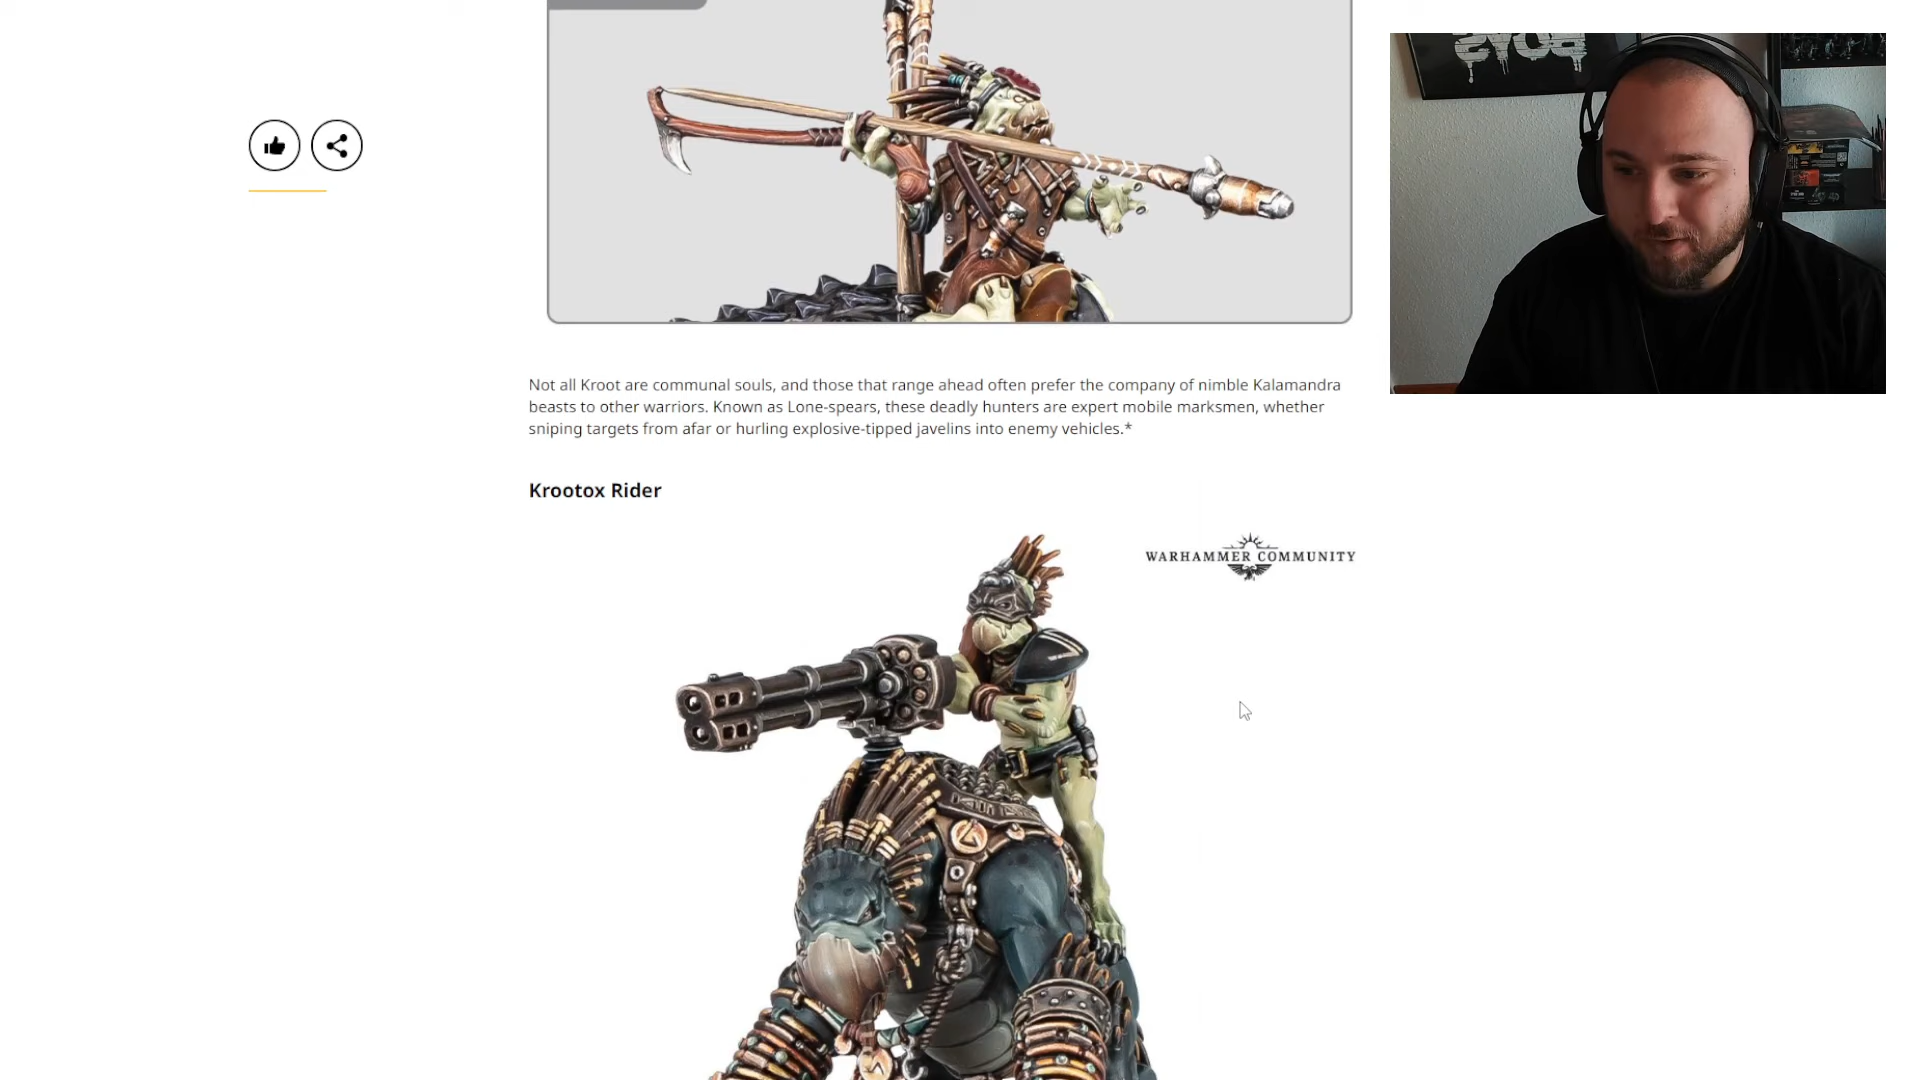 Not all Kroot are communal souls, and those that range ahead often prefer the company of nimble Kalamandra
beasts to other warriors. Known as Lone-spears, these deadly hunters are expert mobile marksmen, whether
sniping targets from afar or hurling explosive-tipped javelins into enemy vehicles.*
Krootox Rider
WARHAMMER COMMUNITY